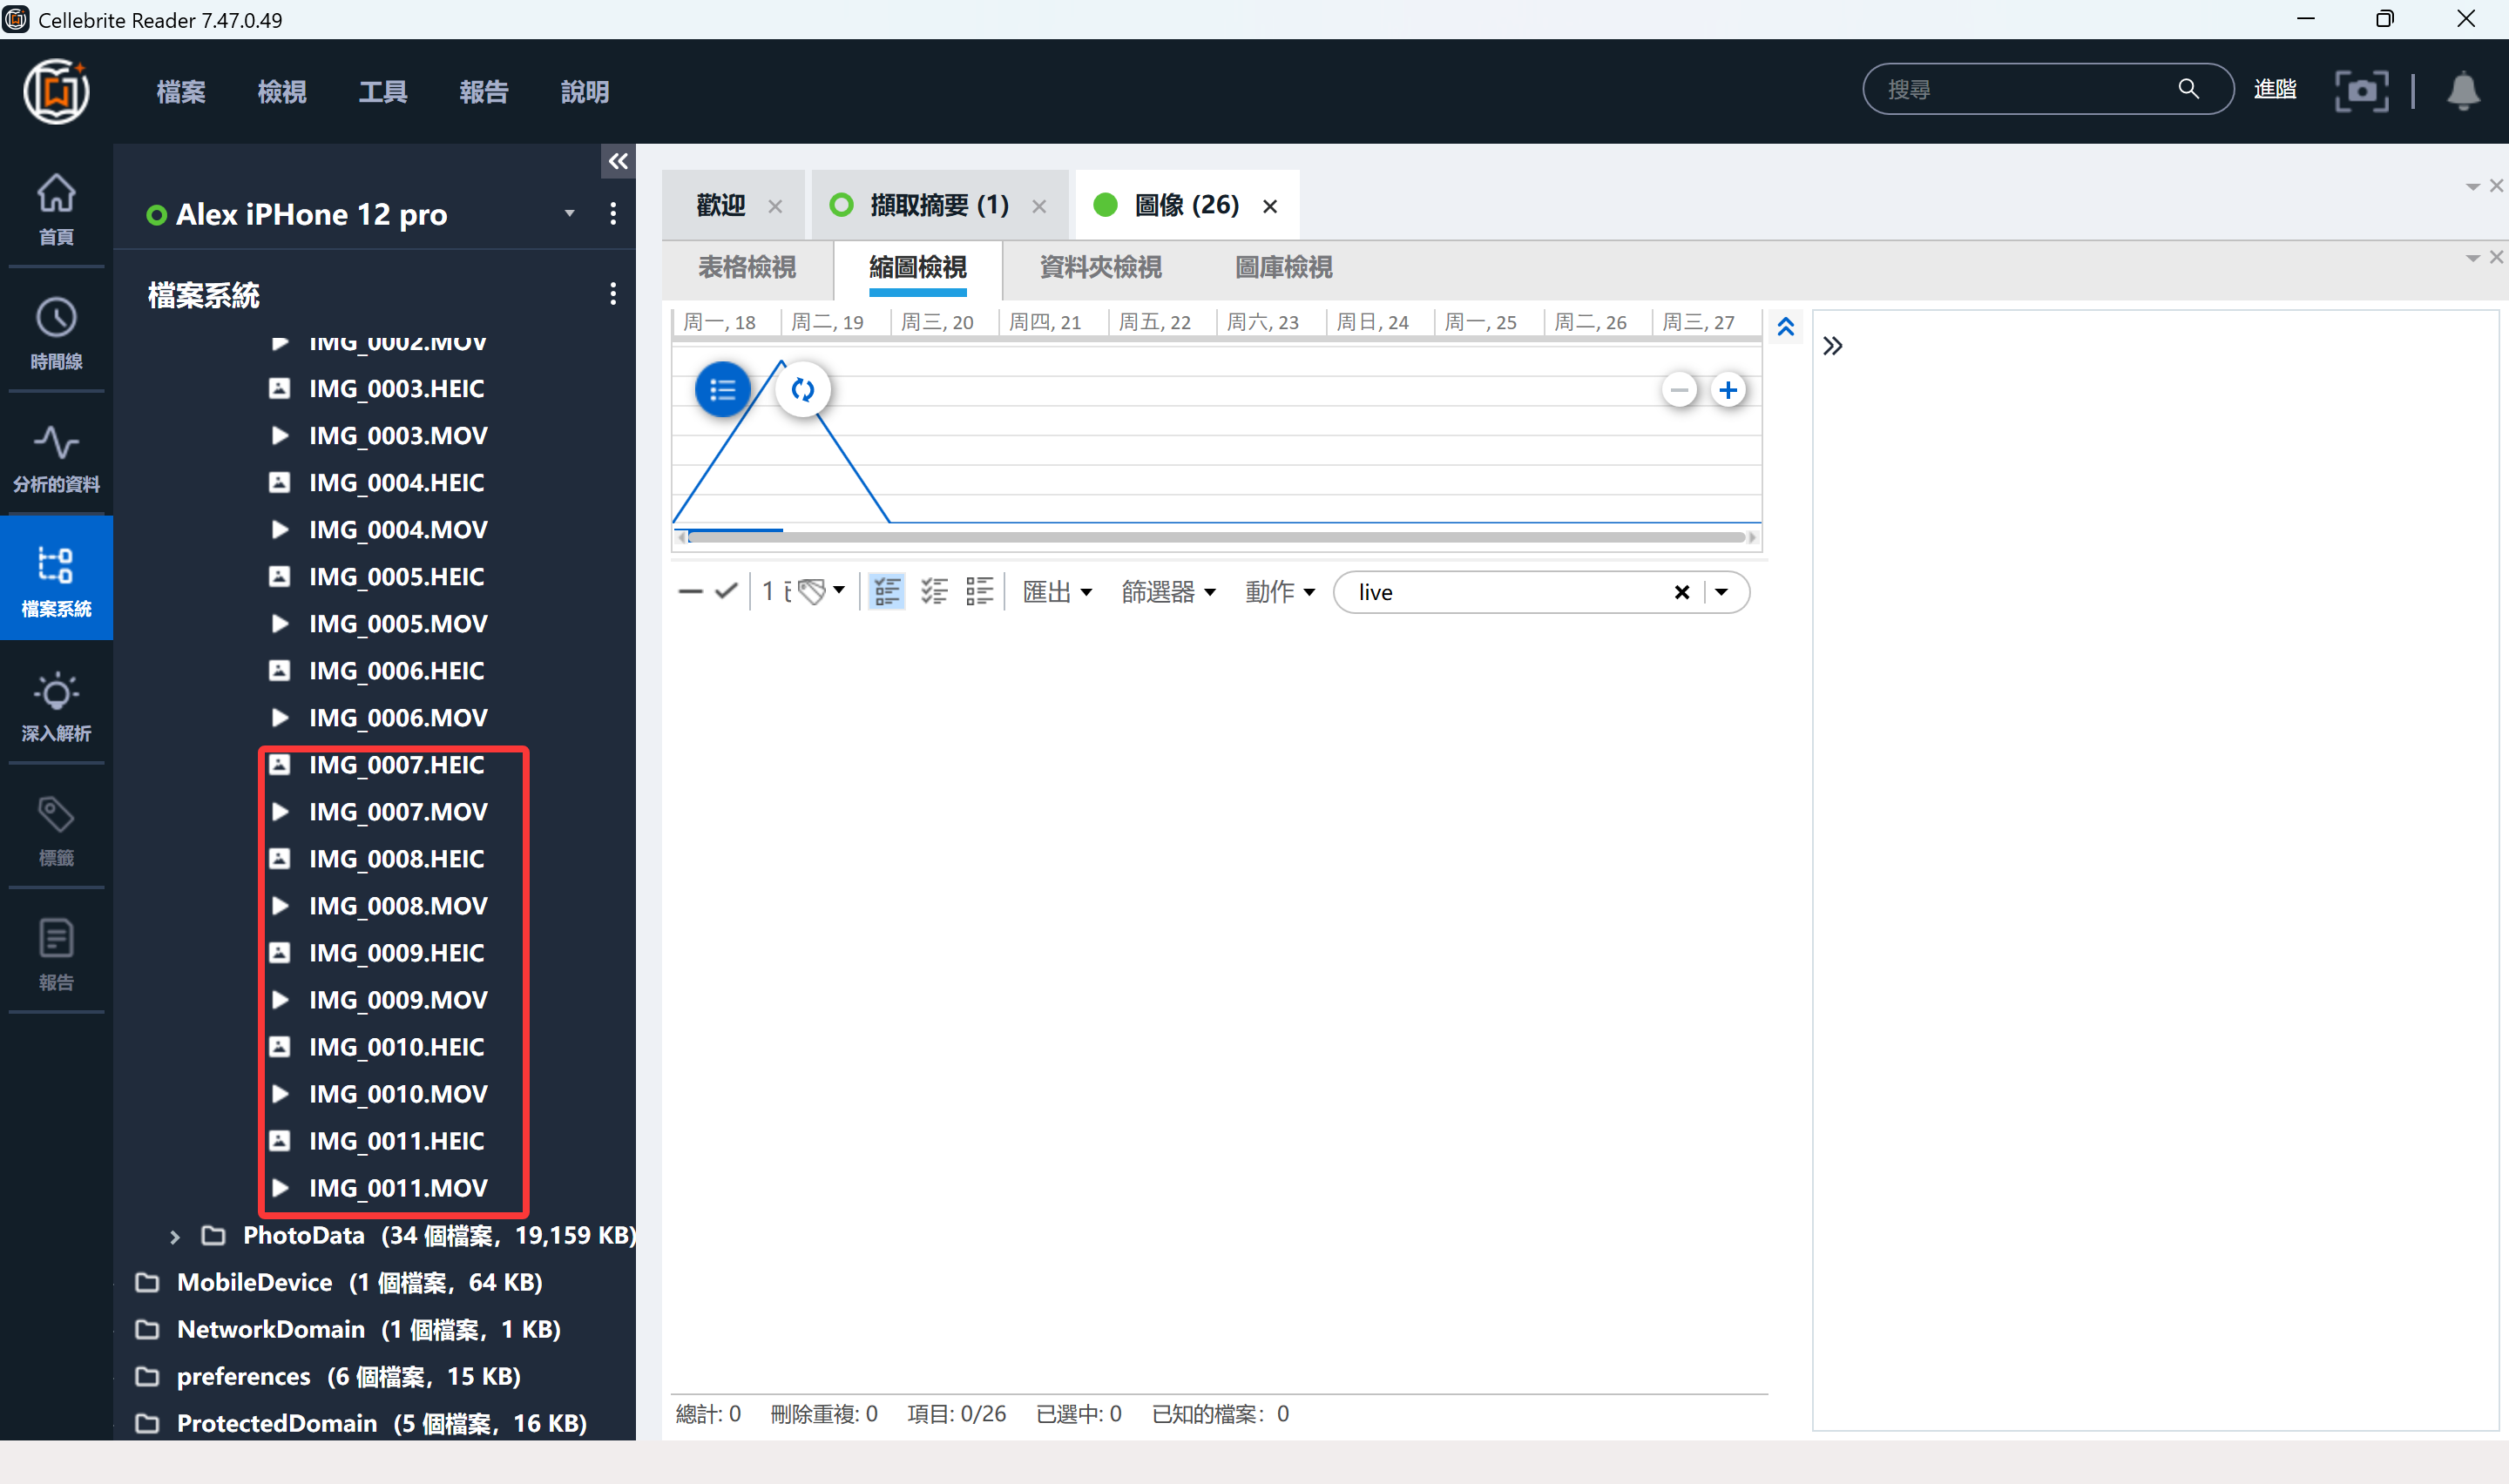 Cellebrite Reader 7.47.0.49
檔案 檢視 工具 報告 說明
搜尋 進階
首頁
時間線
分析的資料
檔案系統
深入解析
標籤
報告
Alex iPHone 12 pro
檔案系統
IMG_0002.MOV
IMG_0003.HEIC
IMG_0003.MOV
IMG_0004.HEIC
IMG_0004.MOV
IMG_0005.HEIC
IMG_0005.MOV
IMG_0006.HEIC
IMG_0006.MOV
IMG_0007.HEIC
IMG_0007.MOV
IMG_0008.HEIC
IMG_0008.MOV
IMG_0009.HEIC
IMG_0009.MOV
IMG_0010.HEIC
IMG_0010.MOV
IMG_0011.HEIC
IMG_0011.MOV
PhotoData (34 個檔案，19,159 KB)
MobileDevice (1 個檔案，64 KB)
NetworkDomain (1 個檔案，1 KB)
preferences (6 個檔案，15 KB)
ProtectedDomain (5 個檔案，16 KB)
歡迎 擷取摘要 (1) 圖像 (26)
表格檢視 縮圖檢視 資料夾檢視 圖庫檢視
周一, 18 周二, 19 周三, 20 周四, 21 周五, 22 周六, 23 周日, 24 周一, 25 周二, 26 周三, 27
1 匯出 篩選器 動作 live
總計: 0 刪除重複: 0 項目: 0/26 已選中: 0 已知的檔案: 0